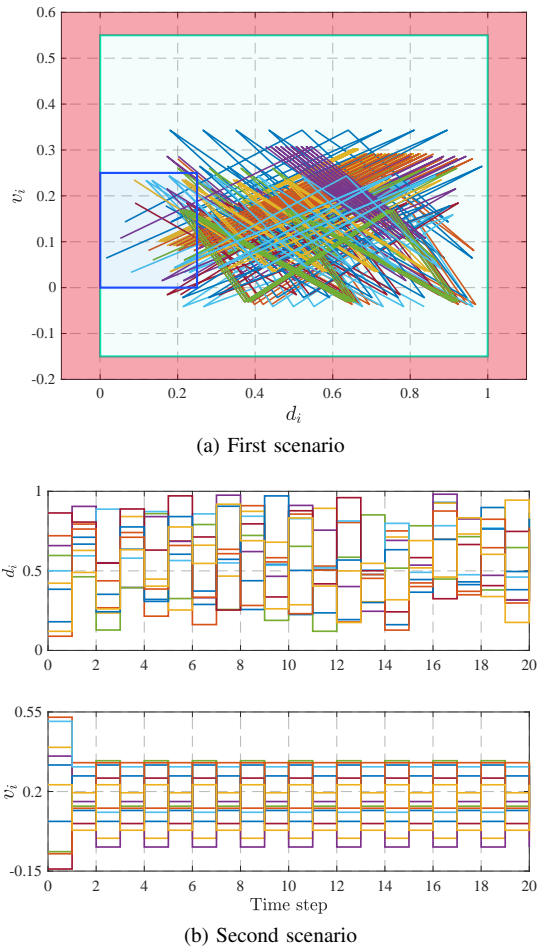 0.6
0.5
0.4
0.3
0.2
0.1
0
-0.1
-0.2
v_i
0 0.2 0.4 0.6 0.8 1
d_i
(a) First scenario
1
0.5
0
d_i
0 2 4 6 8 10 12 14 16 18 20
0.55
0.2
-0.15
v_i
0 2 4 6 8 10 12 14 16 18 20
Time step
(b) Second scenario